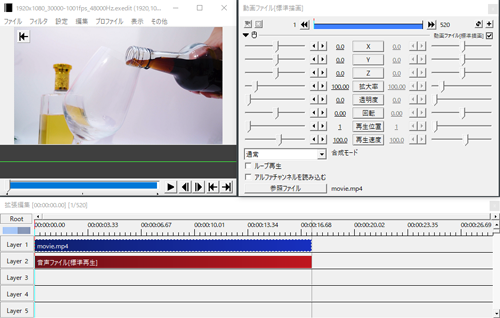 1920x1080_30000-1001fps_48000Hz.exedit [1920,10...
ファイル フィルタ 設定 編集 プロファイル 表示 その他
動画ファイル[標準描画]
1 520
動画ファイル[標準描画]
0.0 X 0.0
0.0 Y 0.0
0.0 Z 0.0
100.00 拡大率 100.00
0.0 透明度 0.0
0.00 回転 0.00
1 再生位置 1
100.0 再生速度 100.0
通常 合成モード
ループ再生
アルファチャンネルを読み込む
参照ファイル movie.mp4
拡張編集 [00:00:00.00] [1/520]
Root
00:00:00.00 00:00:03.33 00:00:06.67 00:00:10.01 00:00:13.34 00:00:16.68 00:00:20.02 00:00:23.35 00:00:26.69
Layer 1 movie.mp4
Layer 2 音声ファイル[標準再生]
Layer 3
Layer 4
Layer 5